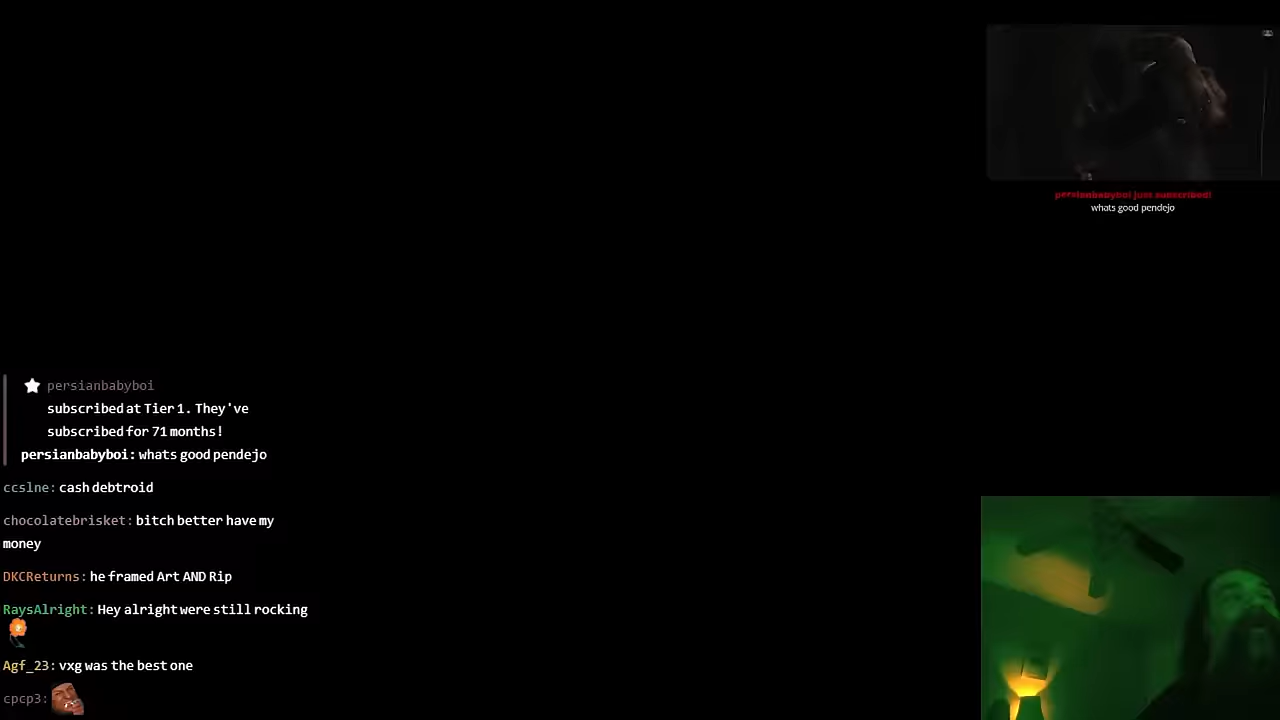 persianbabyboi just subscribed!
whats good pendejo
persianbabyboi
subscribed at Tier 1. They've
subscribed for 71 months!
persianbabyboi: whats good pendejo
ccslne: cash debtroid
chocolatebrisket: bitch better have my
money
DKCReturns: he framed Art AND Rip
RaysAlright: Hey alright were still rocking
Agf_23: vxg was the best one
cpcp3: